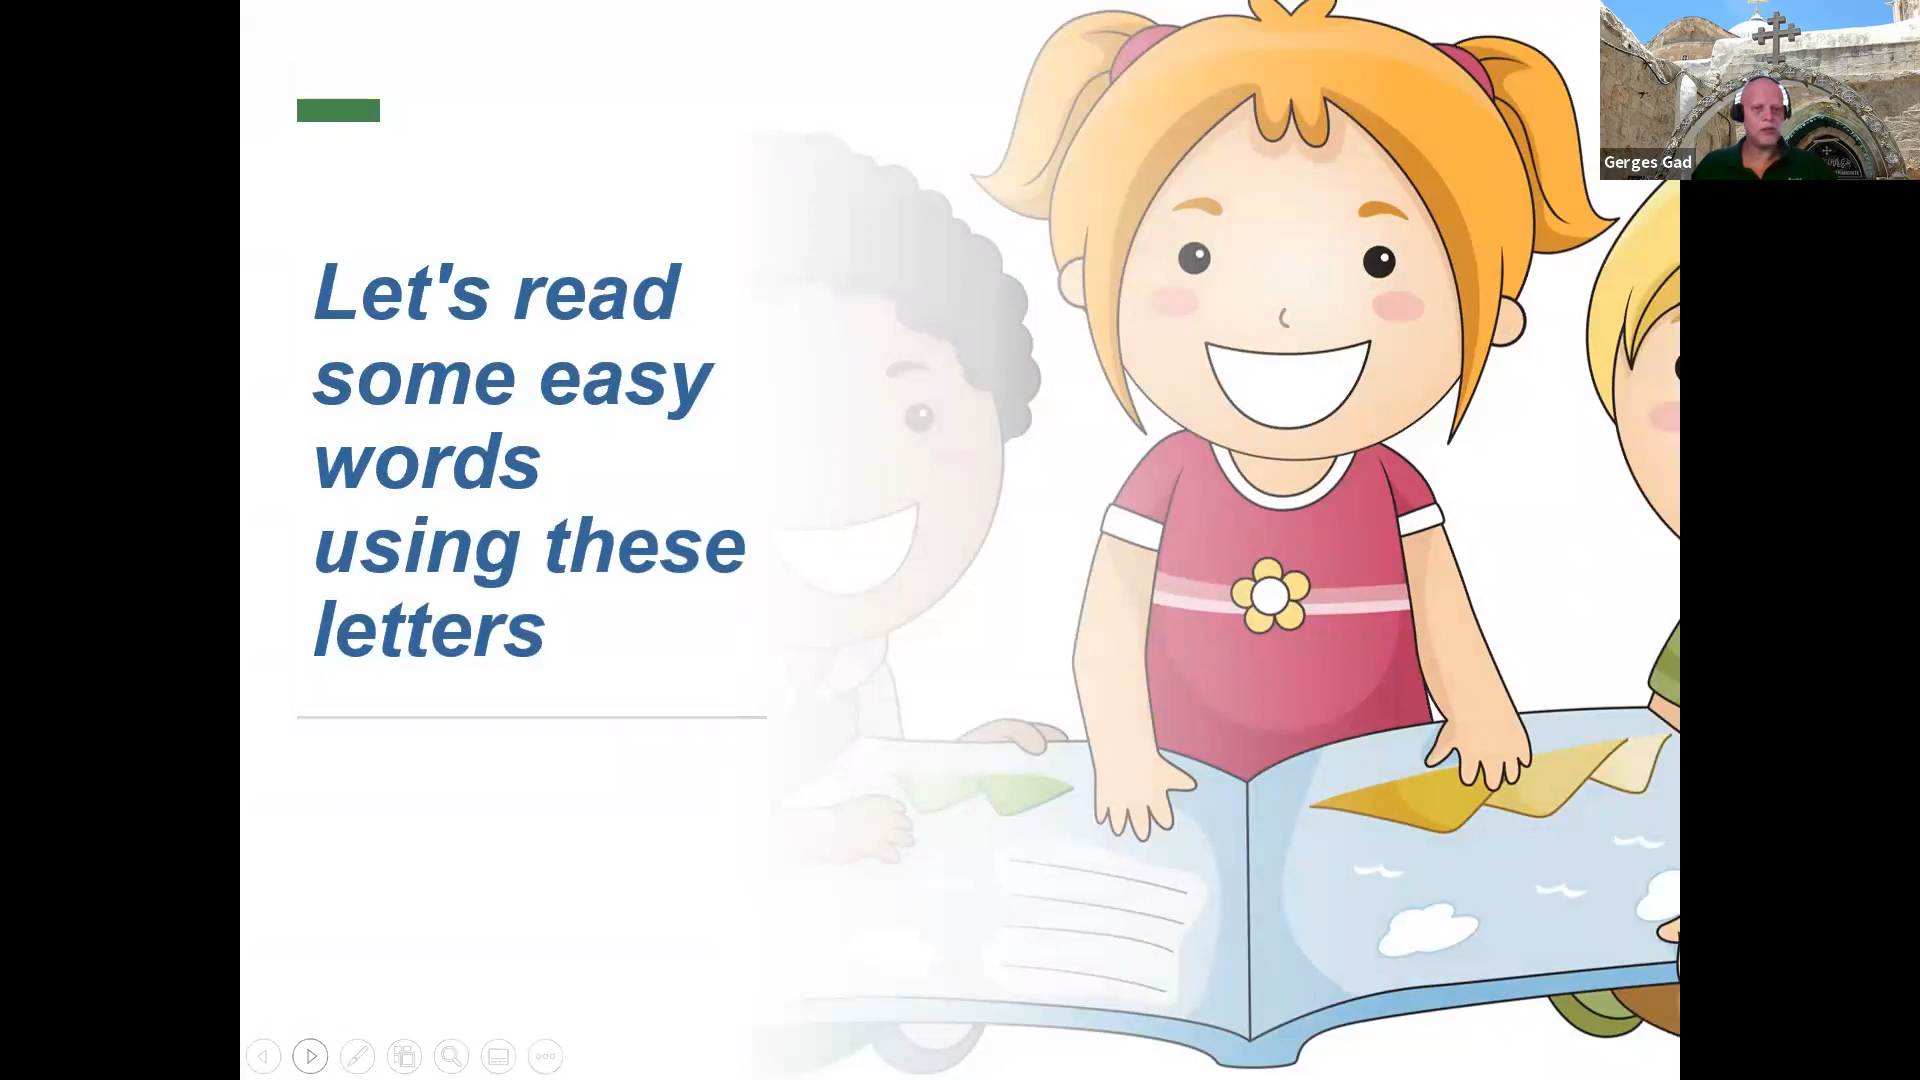 Let's read
some easy
words
using these
letters
Gerges Gad